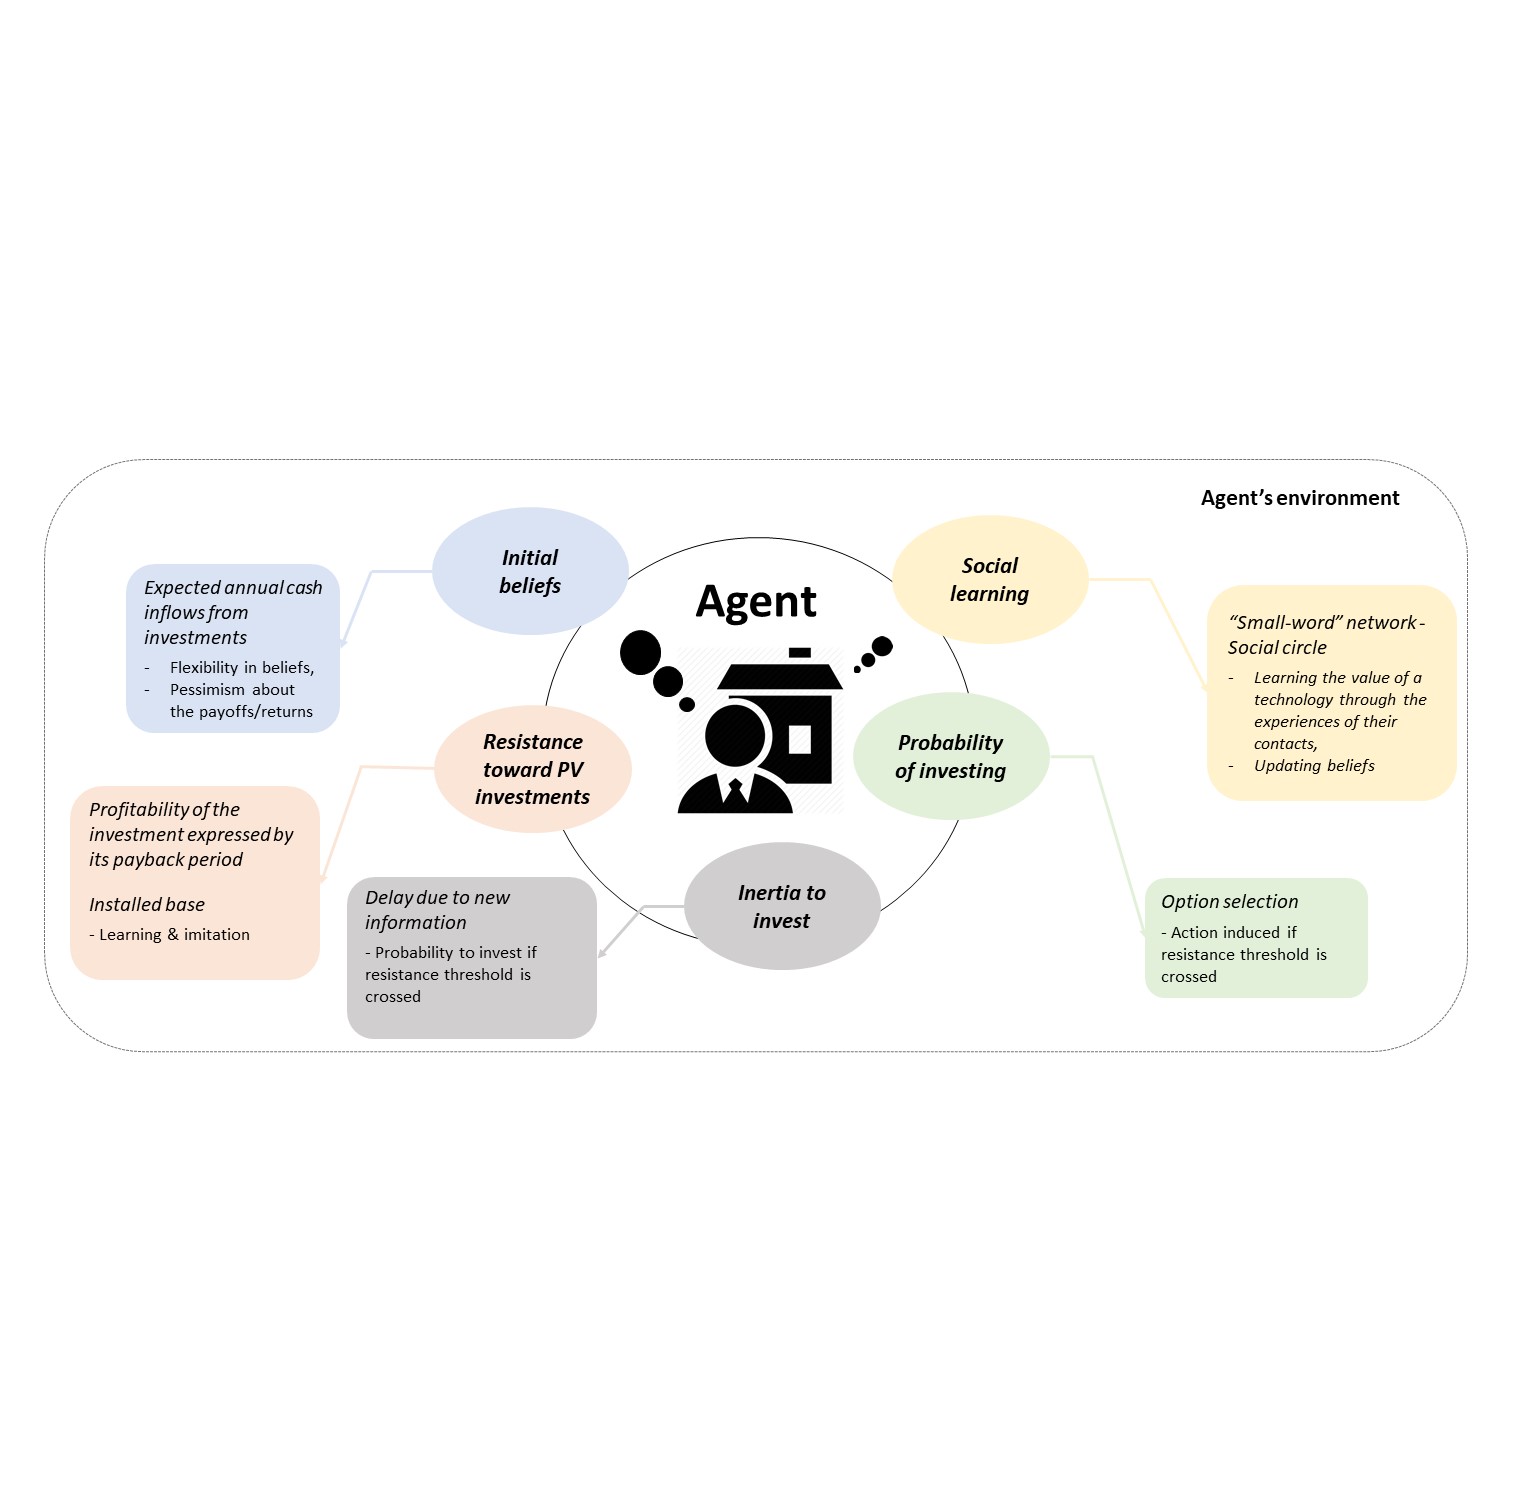 Agent's environment
Initial
beliefs
Expected annual cash
inflows from
investments
- Flexibility in beliefs,
- Pessimism about
the payoffs/returns
Agent
Social
learning
“Small-word” network -
Social circle
- Learning the value of a
technology through the
experiences of their
contacts,
- Updating beliefs
Resistance
toward PV
investments
Profitability of the
investment expressed by
its payback period
Installed base
- Learning & imitation
Probability
of investing
Option selection
- Action induced if
resistance threshold is
crossed
Inertia to
invest
Delay due to new
information
- Probability to invest if
resistance threshold is
crossed